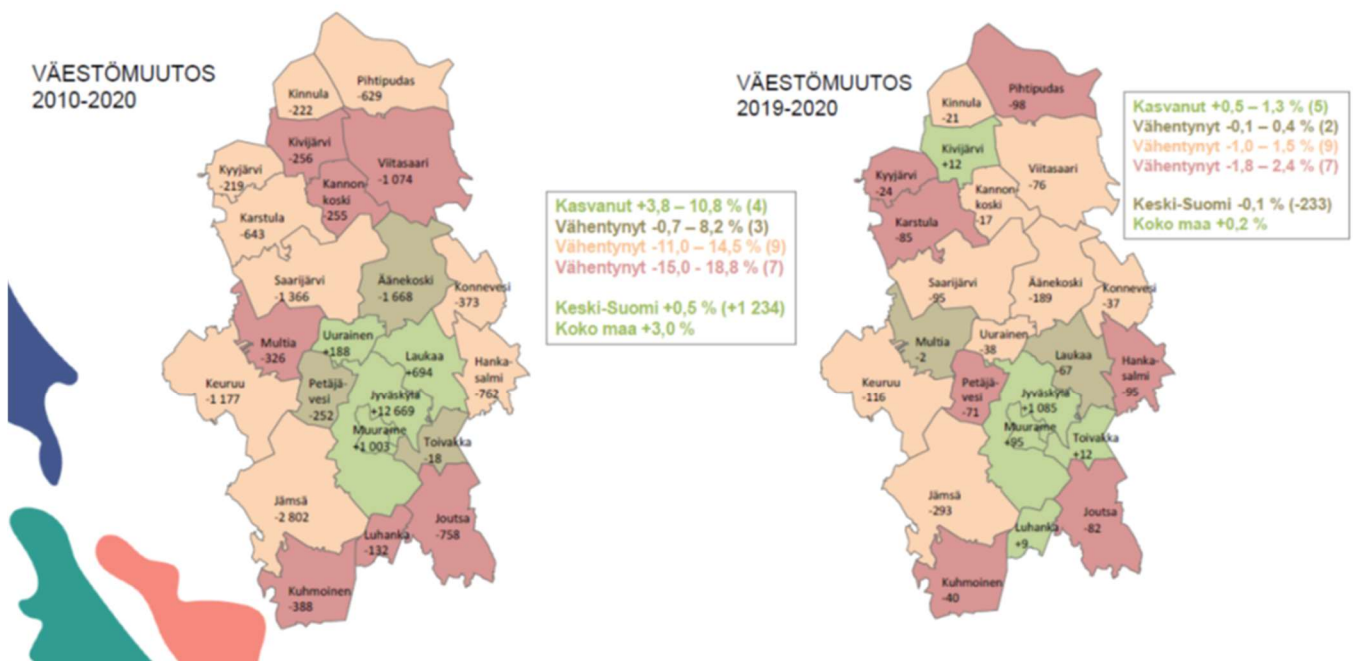 VÄESTÖMUUTOS
2010-2020
Pihtipudas
-629
Kinnula
-222
Kivijärvi
-256
Viitasaari
-1 074
Kyyjärvi
-219
Kannon-
koski
-255
Karstula
-643
Saarijärvi
-1 366
Äänekoski
-1 668
Konnevesi
-373
Multia
-326
Uurainen
+188
Laukaa
+694
Hanka-
salmi
-762
Keuruu
-1 177
Petäjä-
vesi
-252
Jyväskylä
+12 669
Muurame
+1 003
Toivakka
-18
Jämsä
-2 802
Luhanka
-132
Joutsa
-758
Kuhmoinen
-388
Kasvanut +3,8 – 10,8 % (4)
Vähentynyt -0,7 – 8,2 % (3)
Vähentynyt -11,0 – 14,5 % (9)
Vähentynyt -15,0 - 18,8 % (7)
Keski-Suomi +0,5 % (+1 234)
Koko maa +3,0 %
VÄESTÖMUUTOS
2019-2020
Pihtipudas
-98
Kinnula
-21
Kivijärvi
+12
Viitasaari
-76
Kyyjärvi
-24
Kannon-
koski
-17
Karstula
-85
Saarijärvi
-95
Äänekoski
-189
Konnevesi
-37
Multia
-2
Uurainen
-38
Laukaa
-67
Hanka-
salmi
-95
Keuruu
-116
Petäjä-
vesi
-71
Jyväskylä
+1 085
Muurame
+95
Toivakka
+12
Jämsä
-293
Luhanka
+9
Joutsa
-82
Kuhmoinen
-40
Kasvanut +0,5 – 1,3 % (5)
Vähentynyt -0,1 – 0,4 % (2)
Vähentynyt -1,0 – 1,5 % (9)
Vähentynyt -1,8 – 2,4 % (7)
Keski-Suomi -0,1 % (-233)
Koko maa +0,2 %